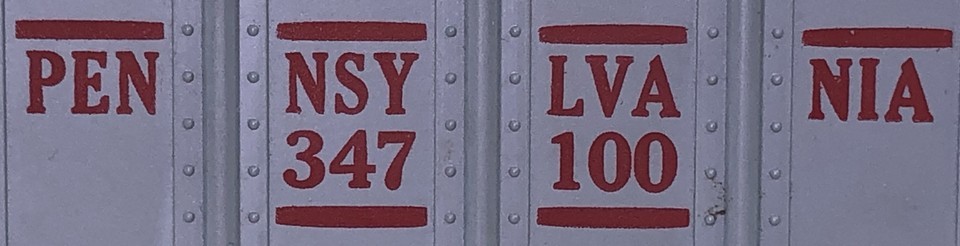 PEN NSY LVA NIA
347 100